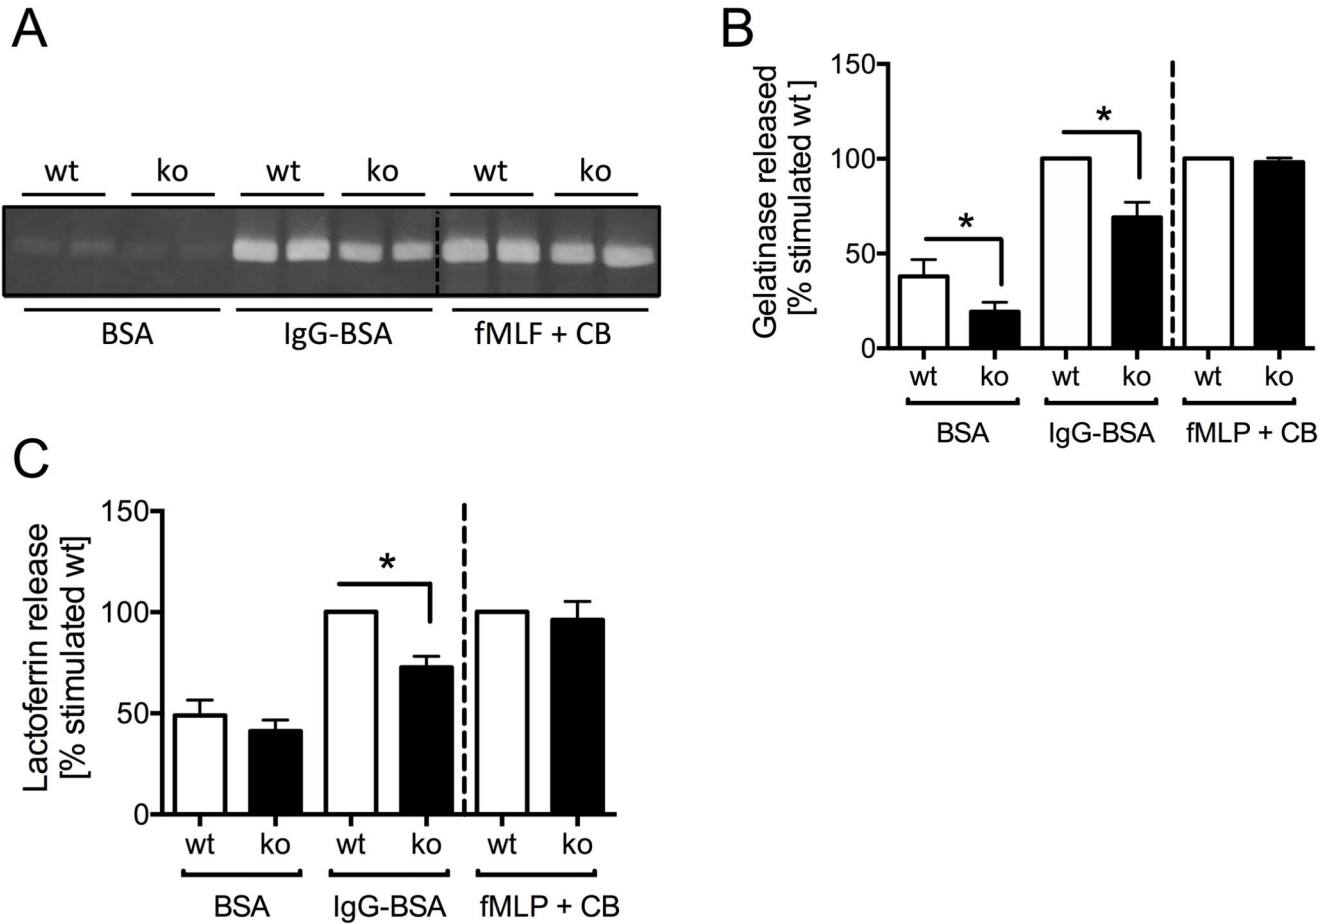 A
wt ko wt ko wt ko
BSA IgG-BSA fMLF + CB
B
Gelatinase released
[% stimulated wt ]
150
100
50
0
* *
wt ko wt ko wt ko
BSA IgG-BSA fMLP + CB
C
Lactoferrin release
[% stimulated wt]
150
100
50
0
*
wt ko wt ko wt ko
BSA IgG-BSA fMLP + CB